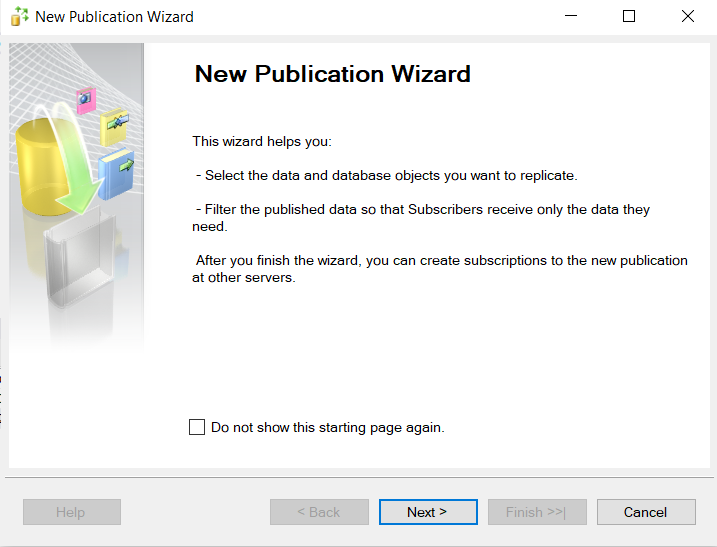 New Publication Wizard
New Publication Wizard
This wizard helps you:
- Select the data and database objects you want to replicate.
- Filter the published data so that Subscribers receive only the data they
need.
After you finish the wizard, you can create subscriptions to the new publication
at other servers.
Do not show this starting page again.
Help
< Back
Next >
Finish >>|
Cancel